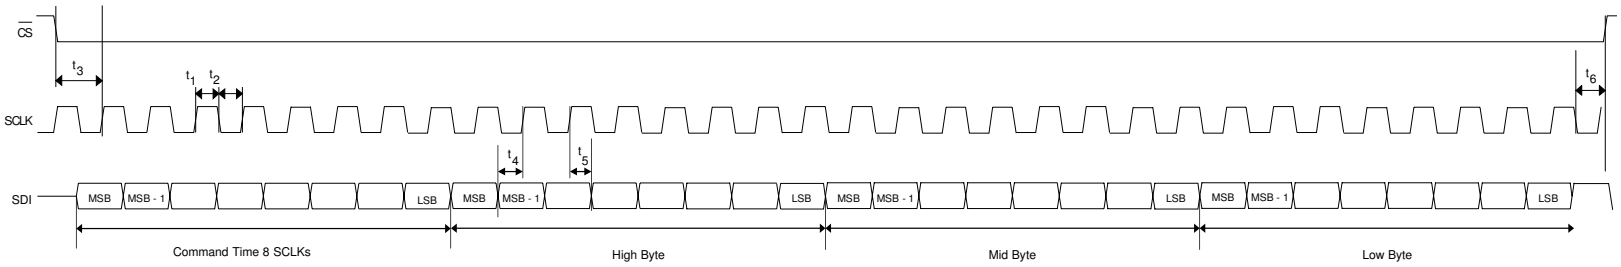 CS
t3
t1 t2
t6
SCLK
t4
t5
SDI
MSB MSB - 1 LSB MSB MSB - 1 LSB MSB MSB - 1 LSB MSB MSB - 1 LSB
Command Time 8 SCLKs High Byte Mid Byte Low Byte